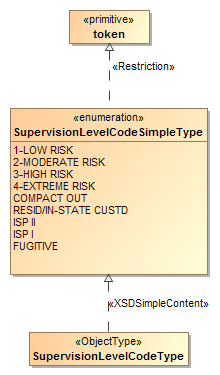 «primitive»
token
«Restriction»
«enumeration»
SupervisionLevelCodeSimpleType
1-LOW RISK
2-MODERATE RISK
3-HIGH RISK
4-EXTREME RISK
COMPACT OUT
RESID/IN-STATE CUSTD
ISP II
ISP I
FUGITIVE
«XSDSimpleContent»
«ObjectType»
SupervisionLevelCodeType